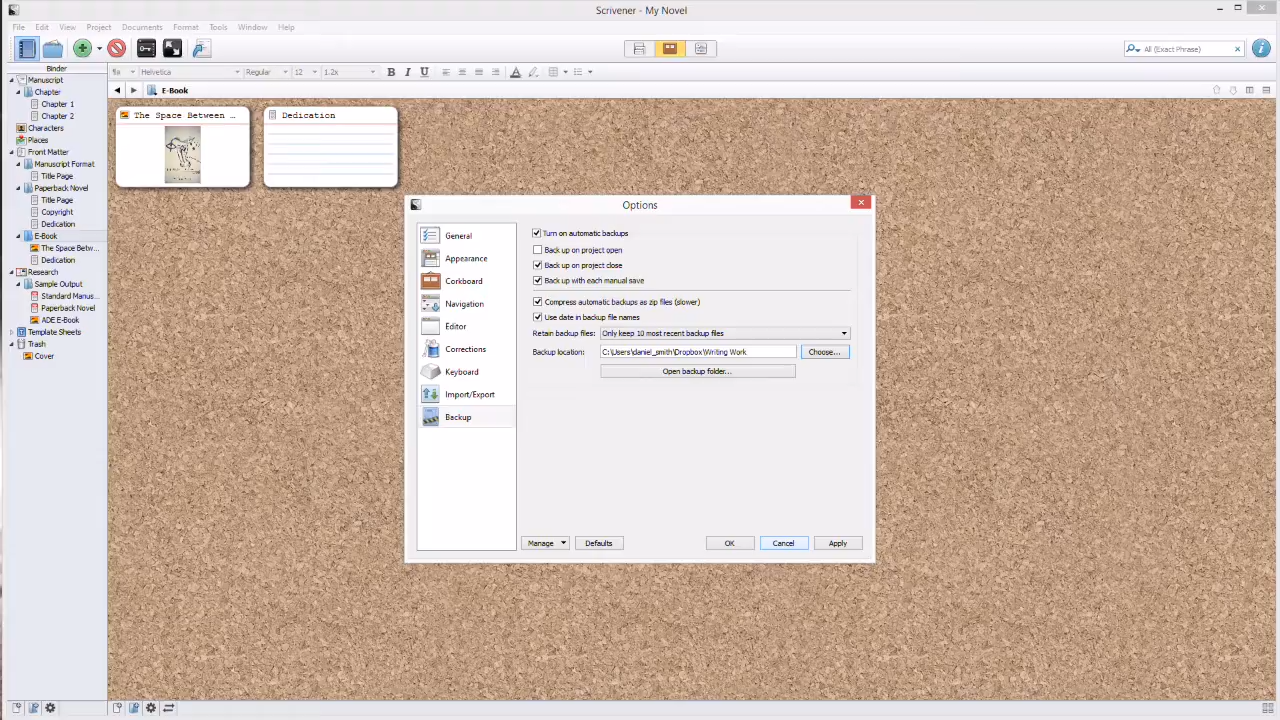 Scrivener - My Novel
File Edit View Project Documents Format Tools Window Help
All (Exact Phrase)
Binder
Helvetica Regular 12 1.2x B I U A
E-Book
Manuscript
Chapter
Chapter 1
Chapter 2
Characters
Places
Front Matter
Manuscript Format
Title Page
Paperback Novel
Title Page
Copyright
Dedication
E-Book
The Space Betw...
Dedication
Research
Sample Output
Standard Manus...
Paperback Novel
ADE E-Book
Template Sheets
Trash
Cover
The Space Between ...
Dedication
Options
General
Appearance
Corkboard
Navigation
Editor
Corrections
Keyboard
Import/Export
Backup
Turn on automatic backups
Back up on project open
Back up on project close
Back up with each manual save
Compress automatic backups as zip files (slower)
Use date in backup file names
Retain backup files: Only keep 10 most recent backup files
Backup location: C:\Users\daniel_smith\Dropbox\Writing Work Choose...
Open backup folder...
Manage Defaults OK Cancel Apply